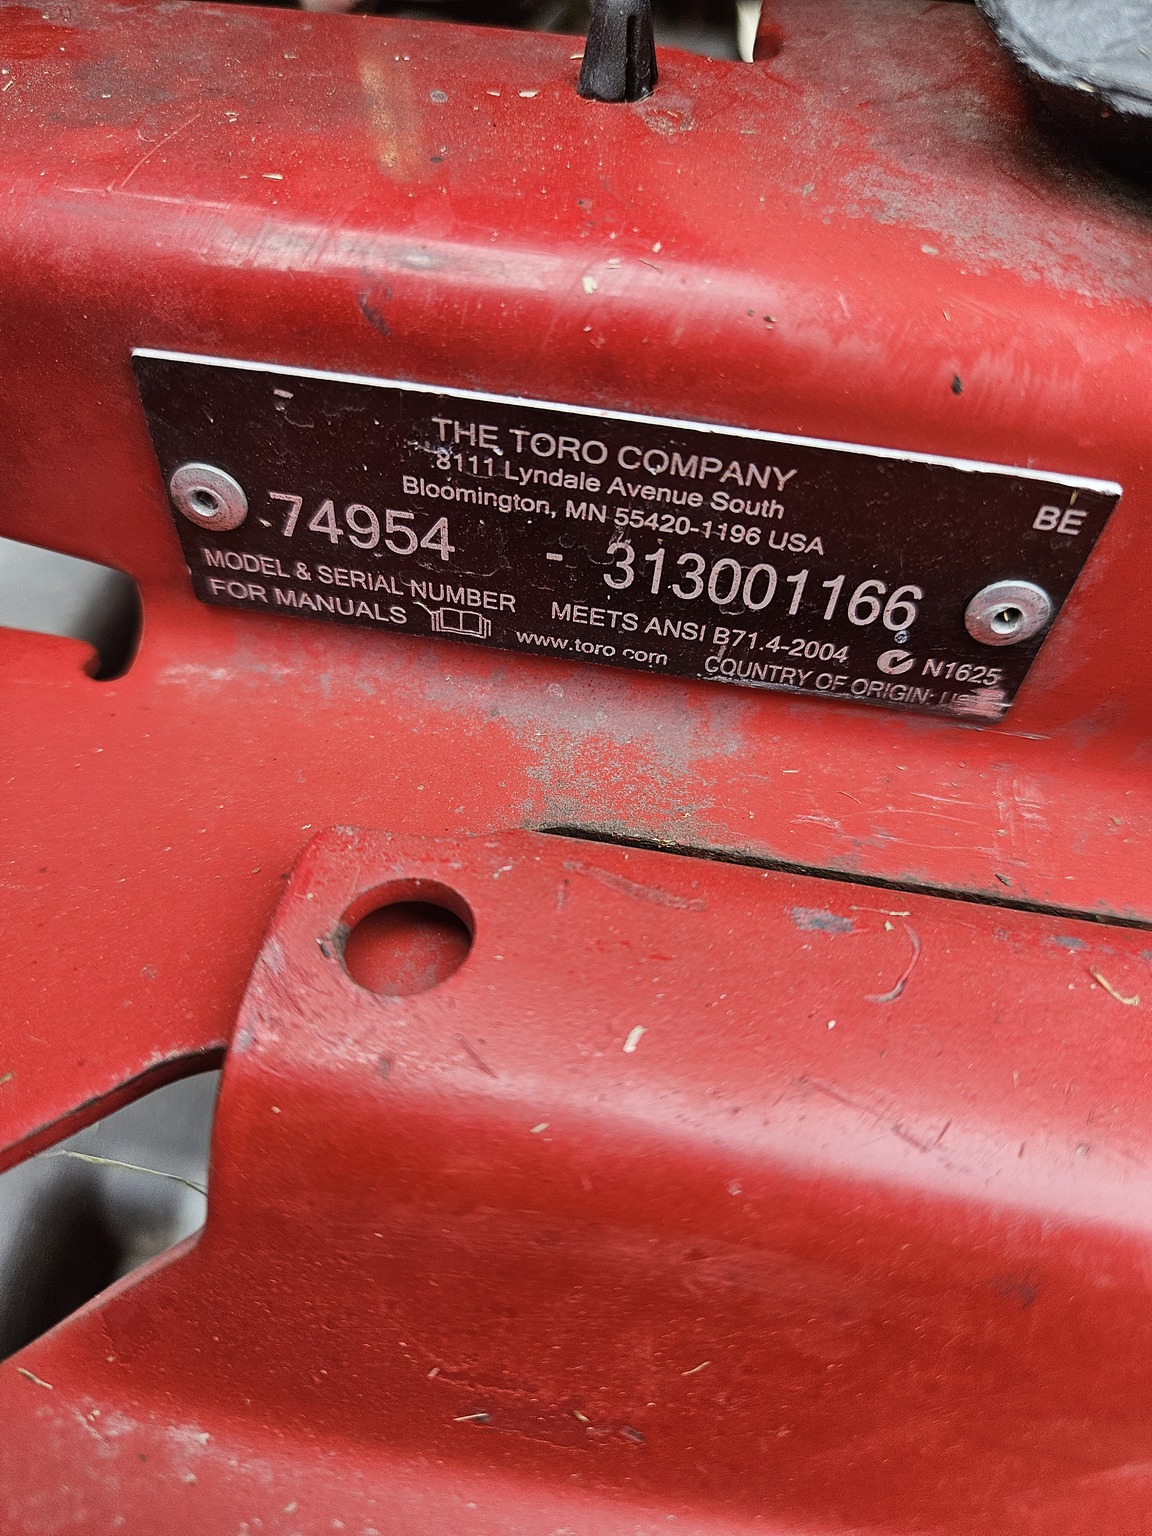 THE TORO COMPANY
8111 Lyndale Avenue South
Bloomington, MN 55420-1196 USA
BE
74954 - 313001166
MODEL & SERIAL NUMBER
FOR MANUALS
www.toro.com
MEETS ANSI B71.4-2004
N1625
COUNTRY OF ORIGIN: